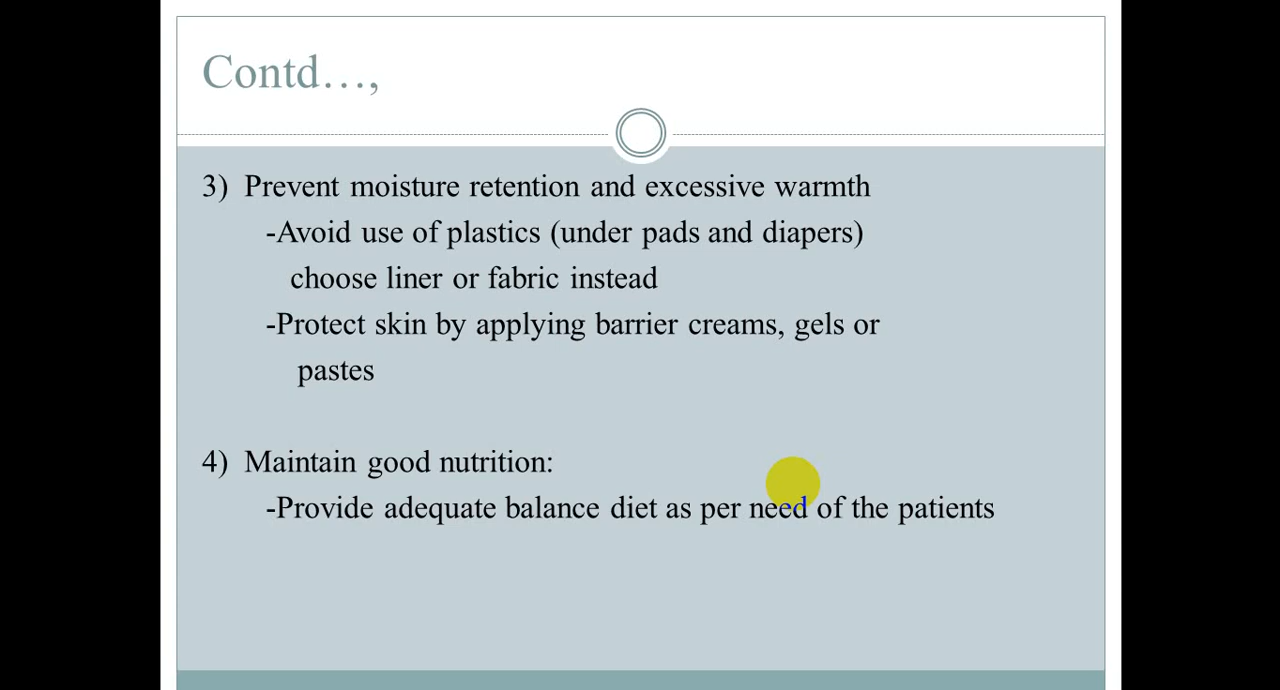 Contd...,
3) Prevent moisture retention and excessive warmth
-Avoid use of plastics (under pads and diapers)
choose liner or fabric instead
-Protect skin by applying barrier creams, gels or
pastes
4) Maintain good nutrition:
-Provide adequate balance diet as per need of the patients